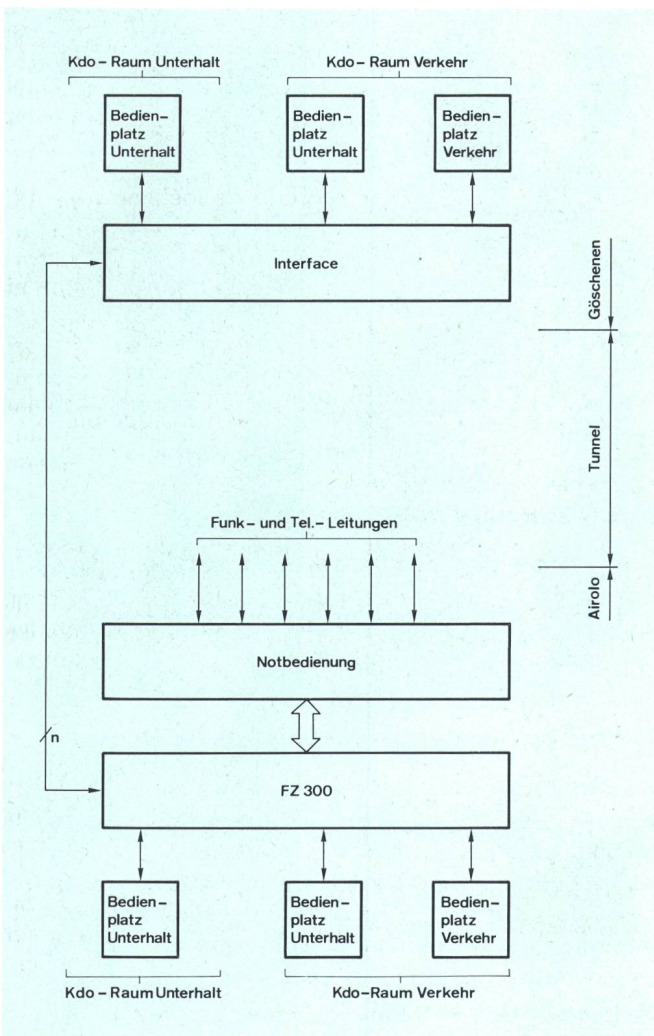 Kdo – Raum Unterhalt
Kdo – Raum Verkehr
Bedien–
platz
Unterhalt
Bedien–
platz
Unterhalt
Bedien–
platz
Verkehr
Interface
Göschenen
Tunnel
Airolo
Funk– und Tel.– Leitungen
Notbedienung
n
FZ 300
Bedien–
platz
Unterhalt
Bedien–
platz
Unterhalt
Bedien–
platz
Verkehr
Kdo – Raum Unterhalt
Kdo–Raum Verkehr